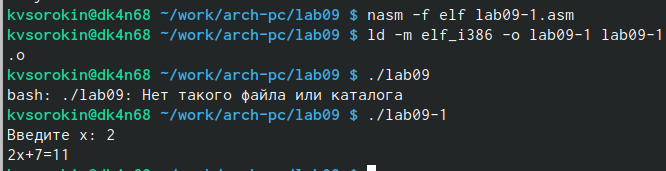 kvsorokin@dk4n68 ~/work/arch-pc/lab09 $ nasm -f elf lab09-1.asm
kvsorokin@dk4n68 ~/work/arch-pc/lab09 $ ld -m elf_i386 -o lab09-1 lab09-1
.o
kvsorokin@dk4n68 ~/work/arch-pc/lab09 $ ./lab09
bash: ./lab09: Нет такого файла или каталога
kvsorokin@dk4n68 ~/work/arch-pc/lab09 $ ./lab09-1
Введите x: 2
2x+7=11
kvsorokin@dk4n68 ~/work/arch-pc/lab09 $